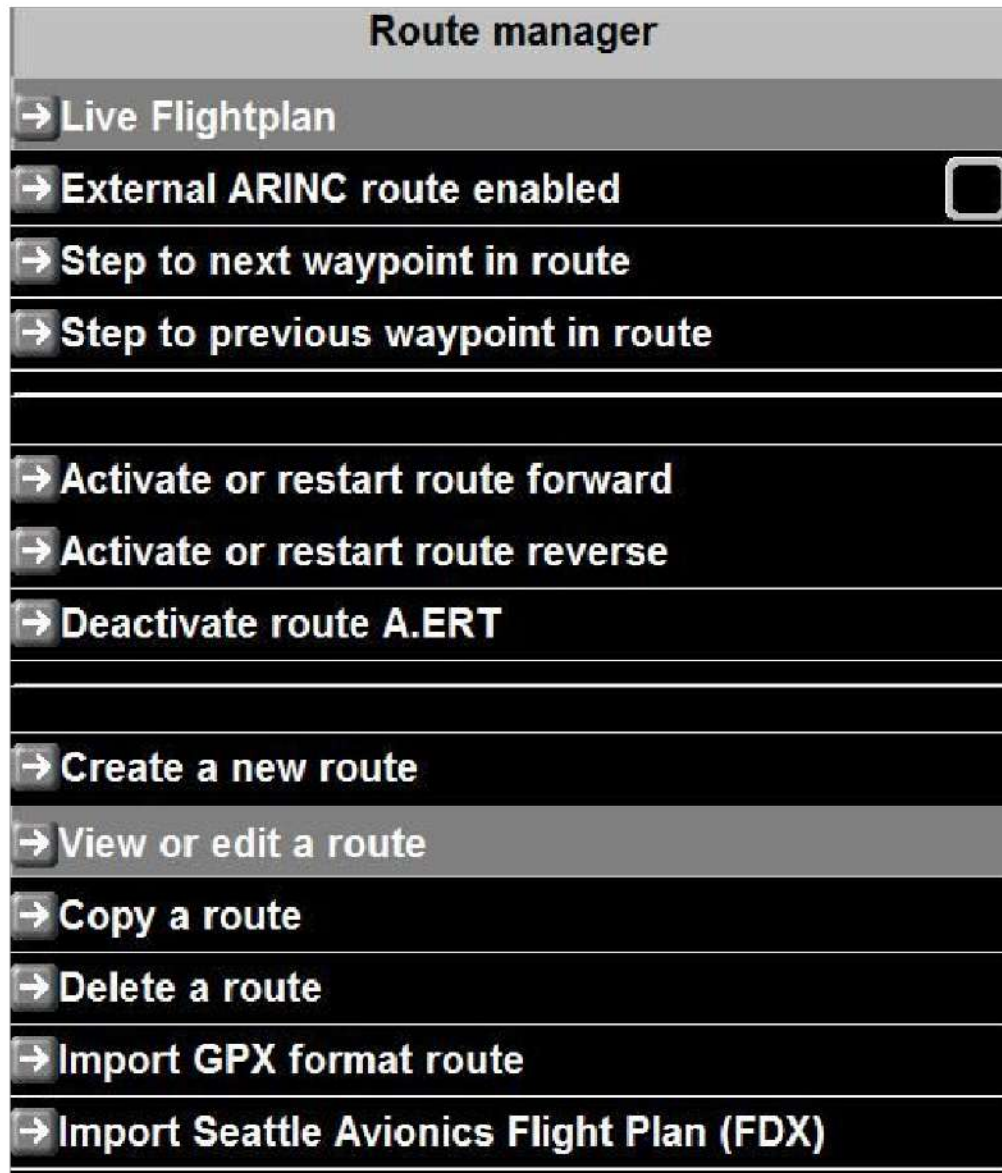 Route manager
Live Flightplan
External ARINC route enabled
Step to next waypoint in route
Step to previous waypoint in route
Activate or restart route forward
Activate or restart route reverse
Deactivate route A.ERT
Create a new route
View or edit a route
Copy a route
Delete a route
Import GPX format route
Import Seattle Avionics Flight Plan (FDX)